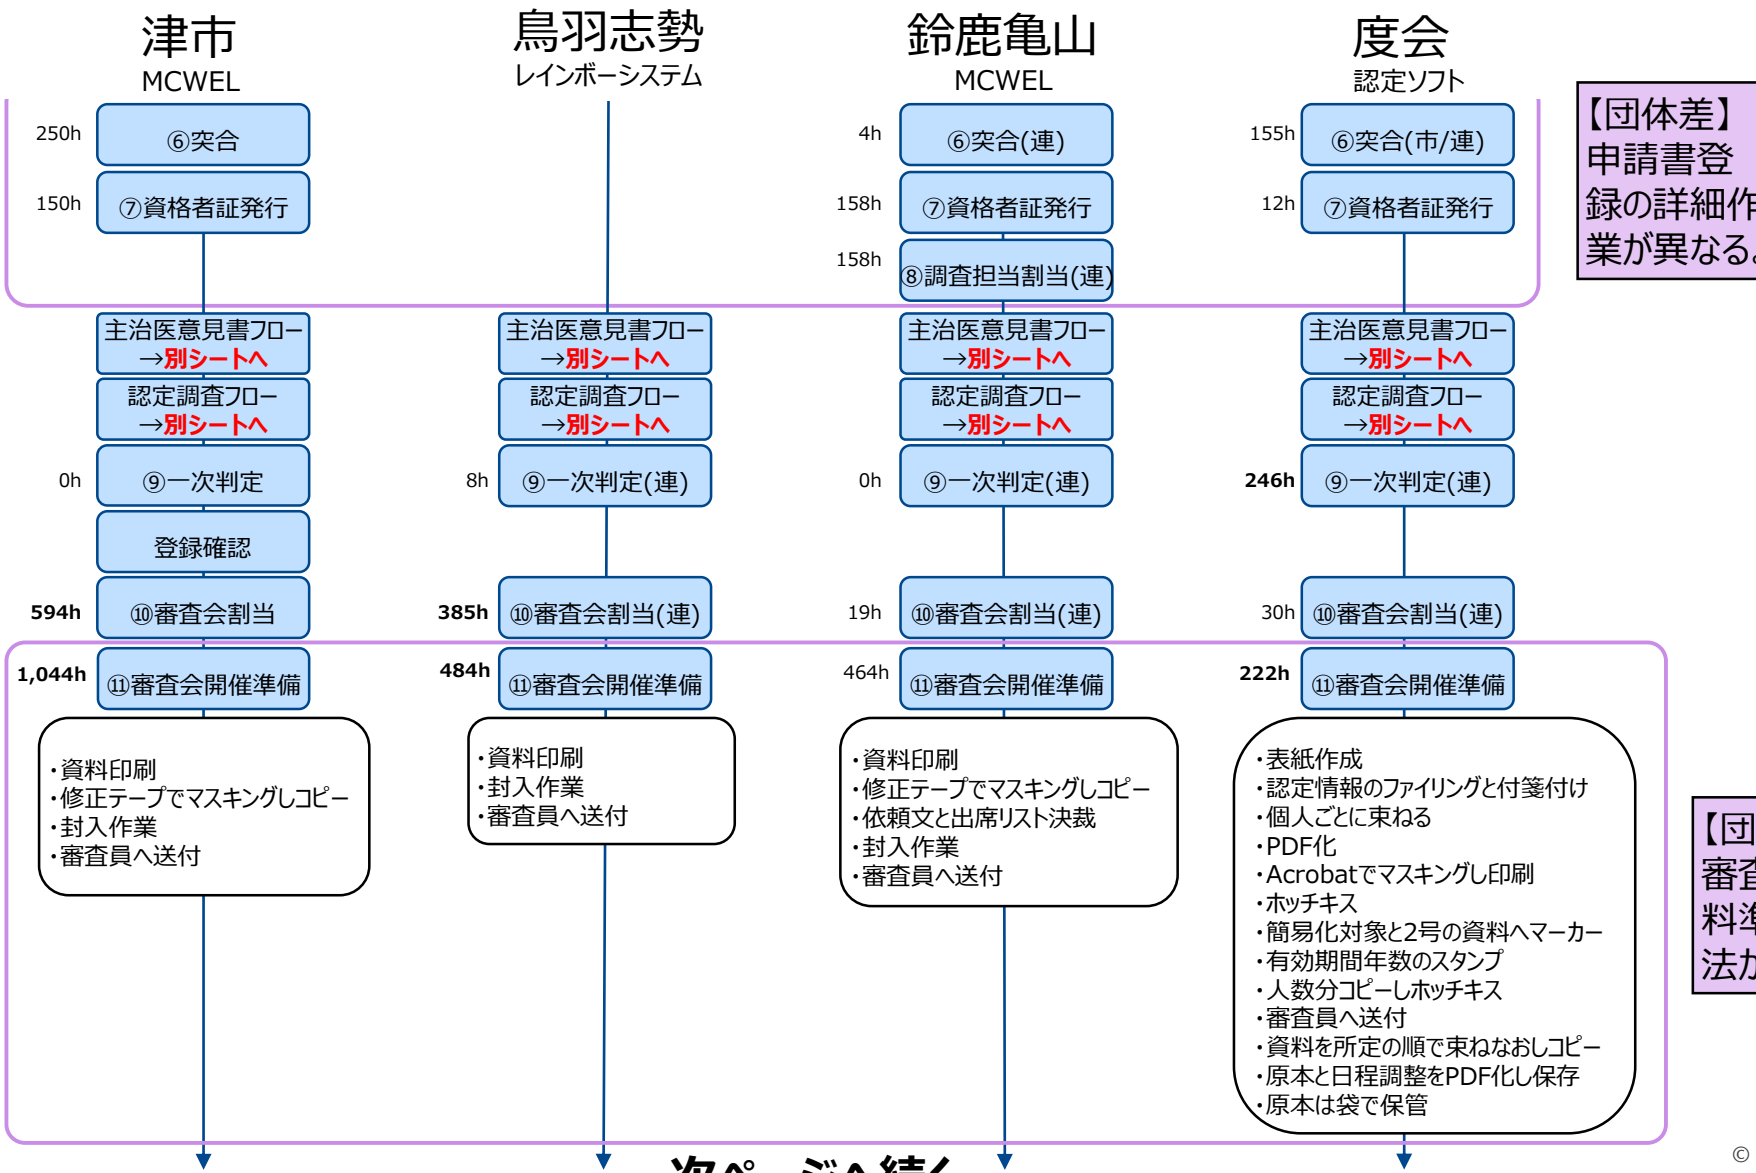 津市
MCWEL
250h
⑥突合
150h
⑦資格者証発行
主治医意見書フロー
→別シートへ
認定調査フロー
→別シートへ
0h
⑨一次判定
登録確認
594h
⑩審査会割当
1,044h
⑪審査会開催準備
・資料印刷
・修正テープでマスキングしコピー
・封入作業
・審査員へ送付
鳥羽志勢
レインボーシステム
主治医意見書フロー
→別シートへ
認定調査フロー
→別シートへ
8h
⑨一次判定(連)
385h
⑩審査会割当(連)
484h
⑪審査会開催準備
・資料印刷
・封入作業
・審査員へ送付
鈴鹿亀山
MCWEL
4h
⑥突合(連)
158h
⑦資格者証発行
158h
⑧調査担当割当(連)
主治医意見書フロー
→別シートへ
認定調査フロー
→別シートへ
0h
⑨一次判定(連)
19h
⑩審査会割当(連)
464h
⑪審査会開催準備
・資料印刷
・修正テープでマスキングしコピー
・依頼文と出席リスト決裁
・封入作業
・審査員へ送付
度会
認定ソフト
155h
⑥突合(市/連)
12h
⑦資格者証発行
主治医意見書フロー
→別シートへ
認定調査フロー
→別シートへ
246h
⑨一次判定(連)
30h
⑩審査会割当(連)
222h
⑪審査会開催準備
・表紙作成
・認定情報のファイリングと付箋付け
・個人ごとに束ねる
・PDF化
・Acrobatでマスキングし印刷
・ホッチキス
・簡易化対象と2号の資料へマーカー
・有効期間年数のスタンプ
・人数分コピーしホッチキス
・審査員へ送付
・資料を所定の順で束ねなおしコピー
・原本と日程調整をPDF化し保存
・原本は袋で保管
【団体差】
申請書登
録の詳細作
業が異なる
【団
審査
料準
法が
次ページへ続く
©